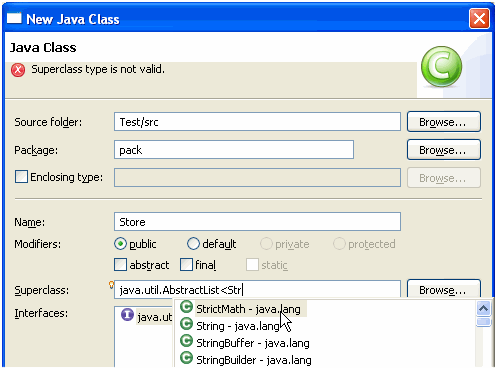 New Java Class
Java Class
Superclass type is not valid.
Source folder: Test/src Browse...
Package: pack Browse...
Enclosing type: Browse...
Name: Store
Modifiers: public default private protected
abstract final static
Superclass: java.util.AbstractList<Str Browse...
Interfaces: java.ut
StrictMath - java.lang
String - java.lang
StringBuffer - java.lang
StringBuilder - java.lang